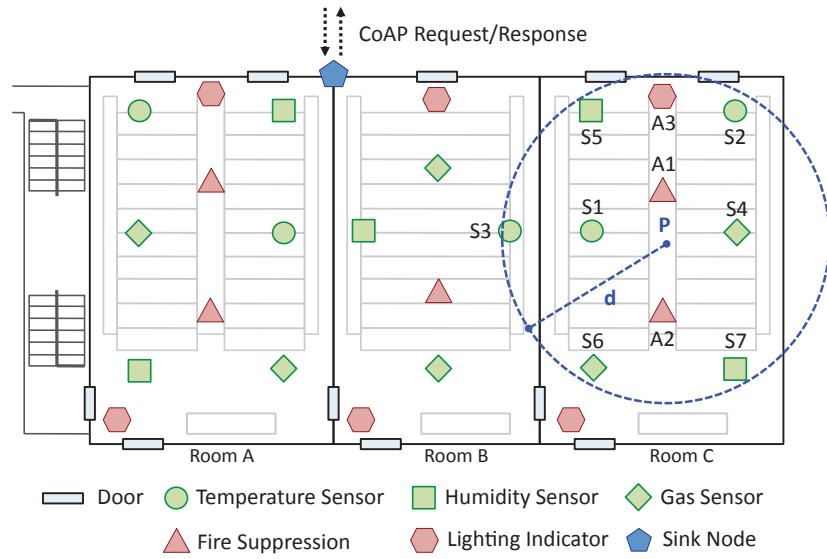 CoAP Request/Response
S5 A3 S2
A1
S1 S4
S3 P
d
S6 A2 S7
Room A Room B Room C
Door Temperature Sensor Humidity Sensor Gas Sensor
Fire Suppression Lighting Indicator Sink Node